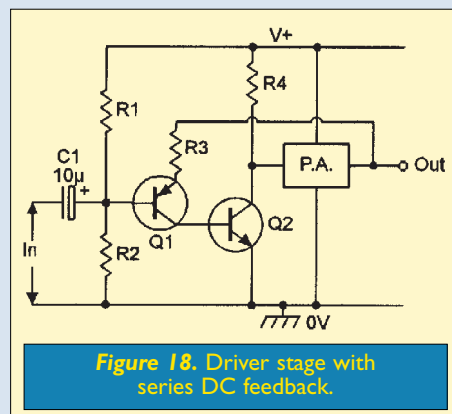 V+
R1
R4
R3
C1
10µ
+
P.A.
Out
Q1
Q2
In
R2
0V
Figure 18. Driver stage with
series DC feedback.